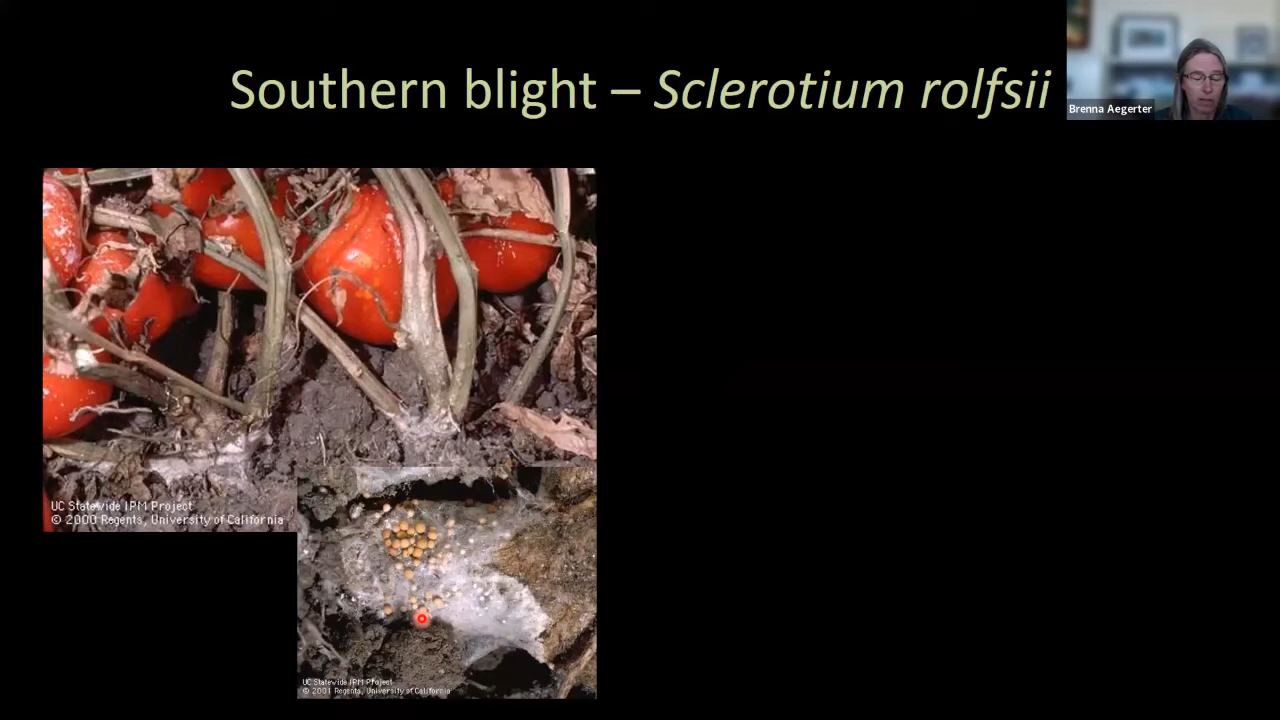 Southern blight – Sclerotium rolfsii
Brenna Aegerter
UC Statewide IPM Project
© 2000 Regents, University of California
UC Statewide IPM Project
© 2001 Regents, University of California